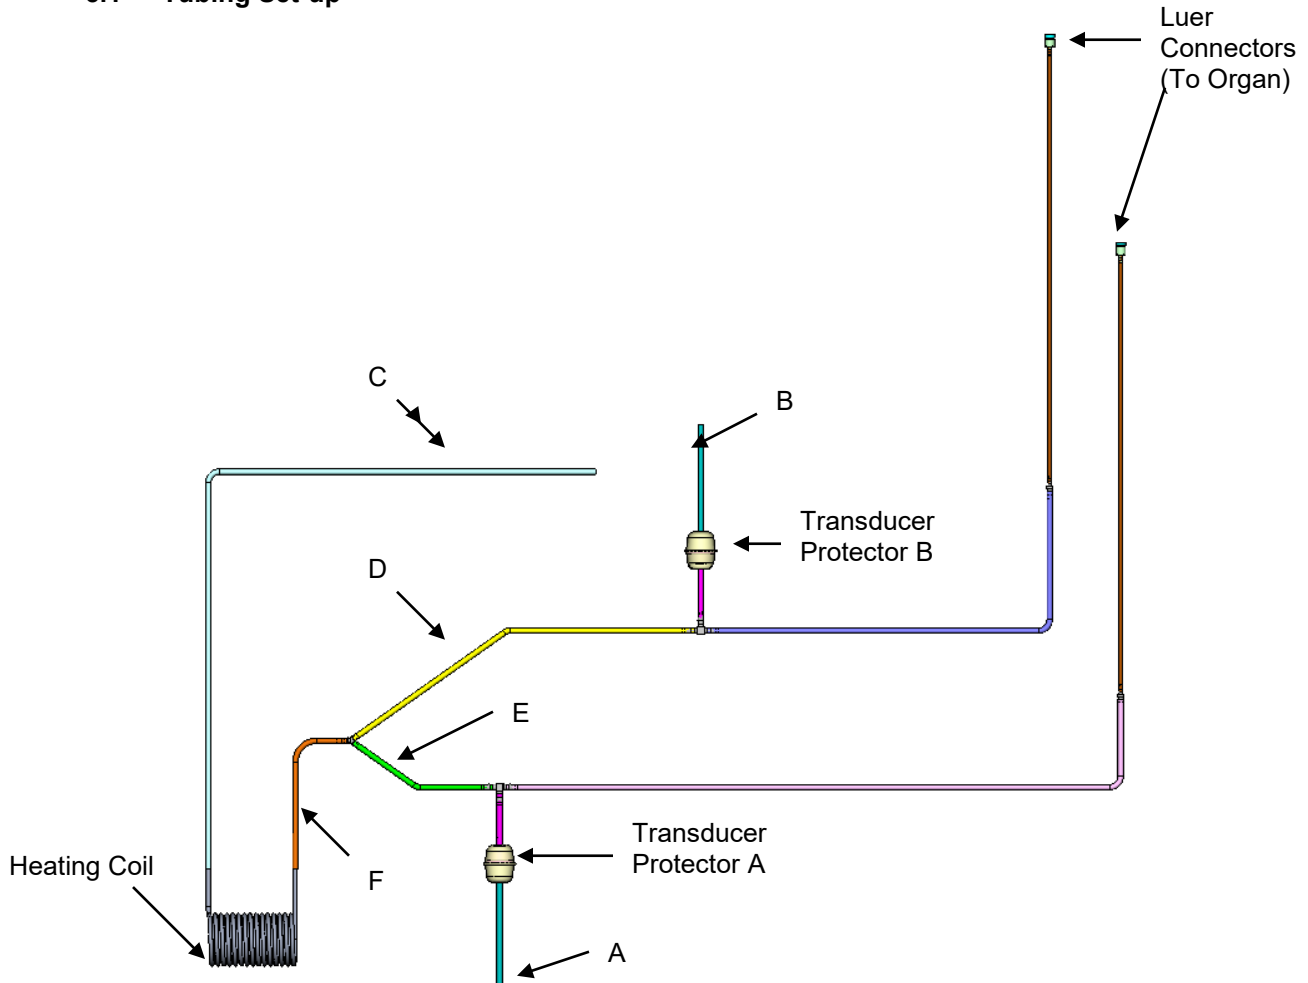 Tubing Set-up
Luer
Connectors
(To Organ)
C
B
Transducer
Protector B
D
E
Transducer
Protector A
Heating Coil
F
A